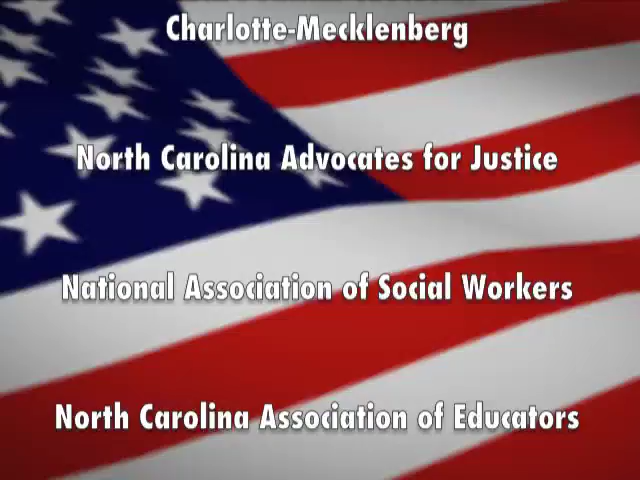 Charlotte-Mecklenberg
North Carolina Advocates for Justice
National Association of Social Workers
North Carolina Association of Educators